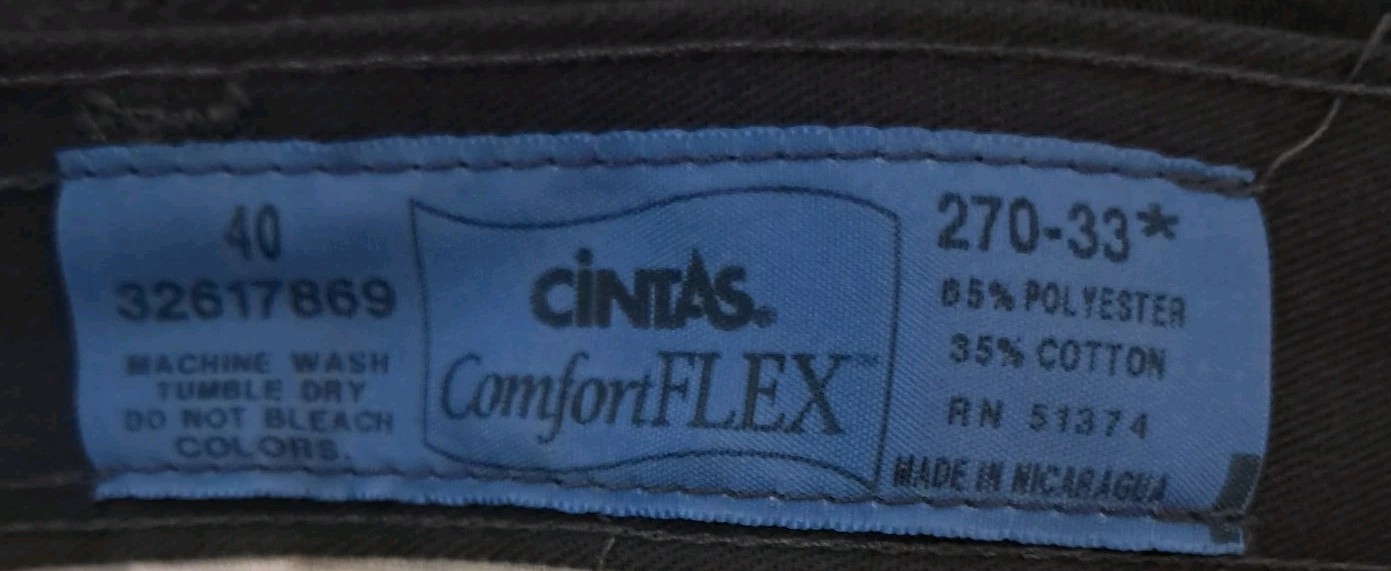 40
32617869
MACHINE WASH
TUMBLE DRY
DO NOT BLEACH
COLORS.
CiNTAS®
ComfortFLEX™
270-33*
65% POLYESTER
35% COTTON
RN 51374
MADE IN NICARAGUA